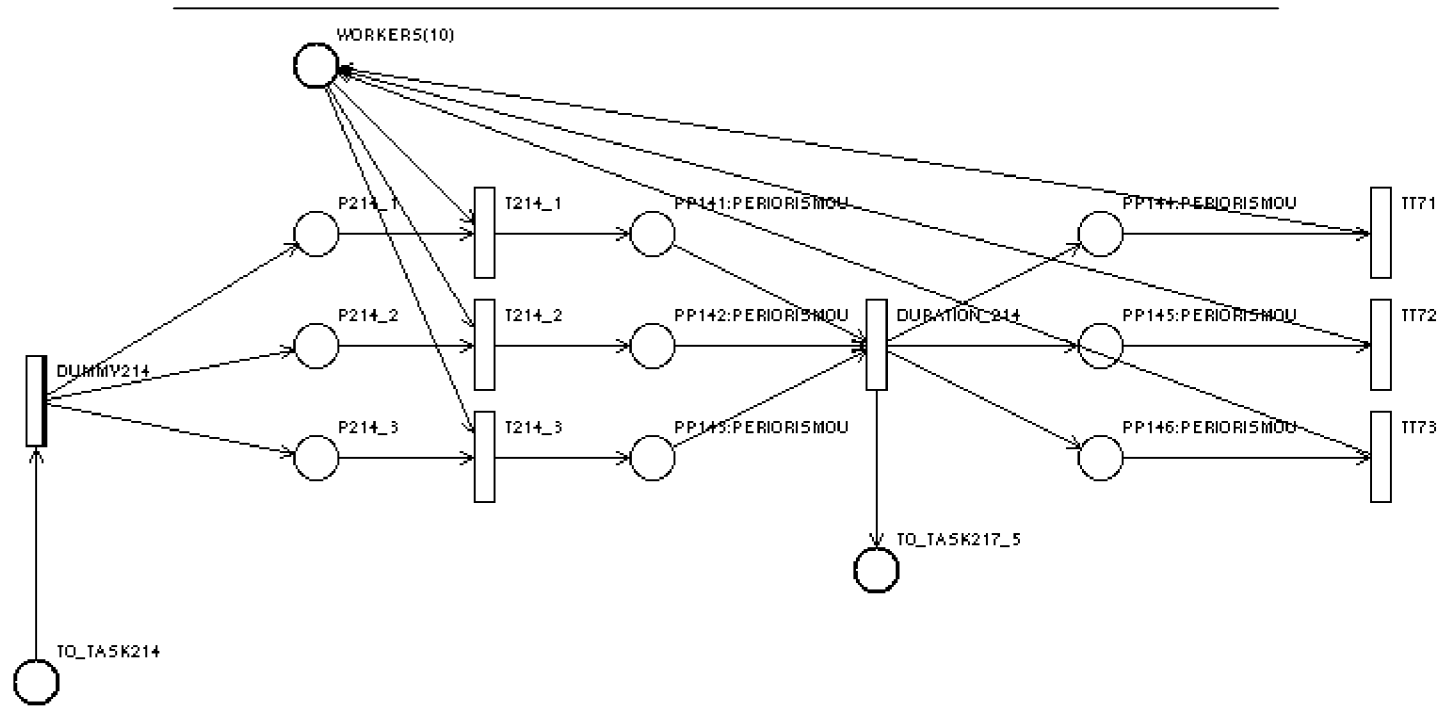 WORKERS(10)
P214_1 T214_1 PP141:PERIORISMOU PP144:PERIORISMOU TT71
P214_2 T214_2 PP142:PERIORISMOU DURATION_214 PP145:PERIORISMOU TT72
DUMMY214
P214_3 T214_3 PP143:PERIORISMOU PP146:PERIORISMOU TT73
TO_TASK217_5
TO_TASK214